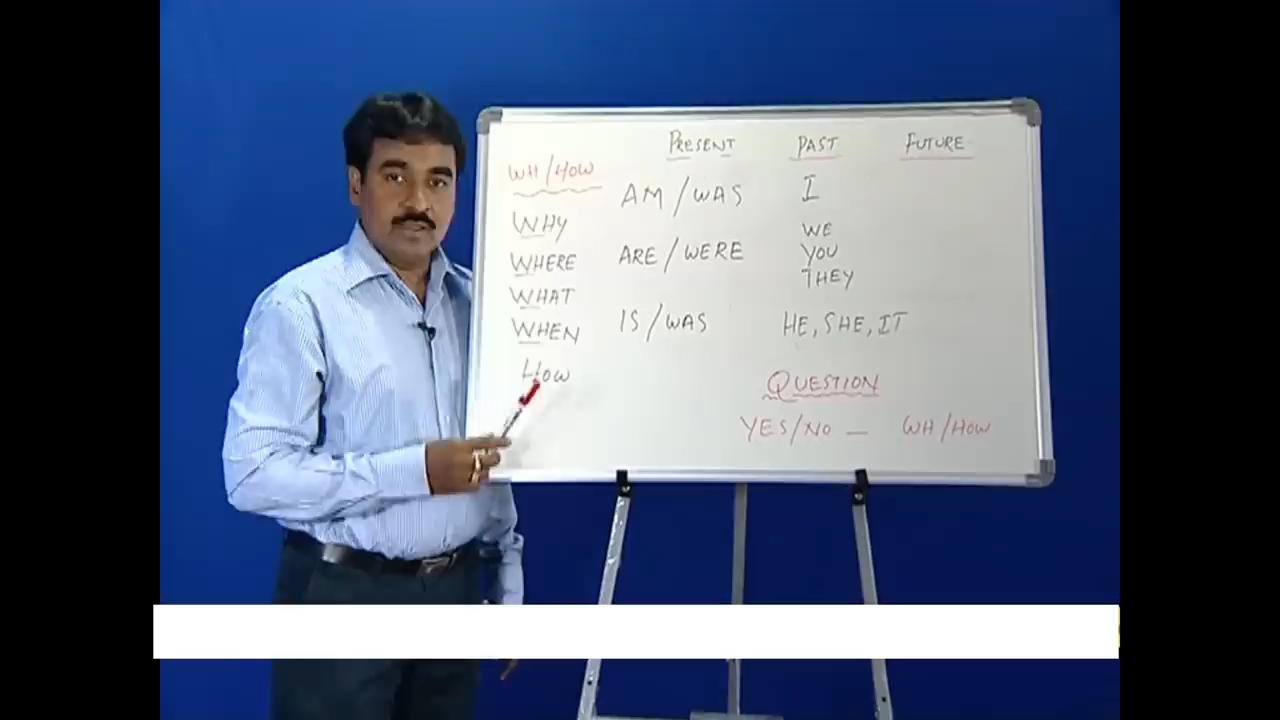 PRESENT PAST FUTURE
WH/HOW
AM/WAS I
WHY
WE
ARE/WERE YOU
WHERE
THEY
WHAT
IS/WAS HE, SHE, IT
WHEN
HOW
QUESTION
YES/NO — WH/HOW